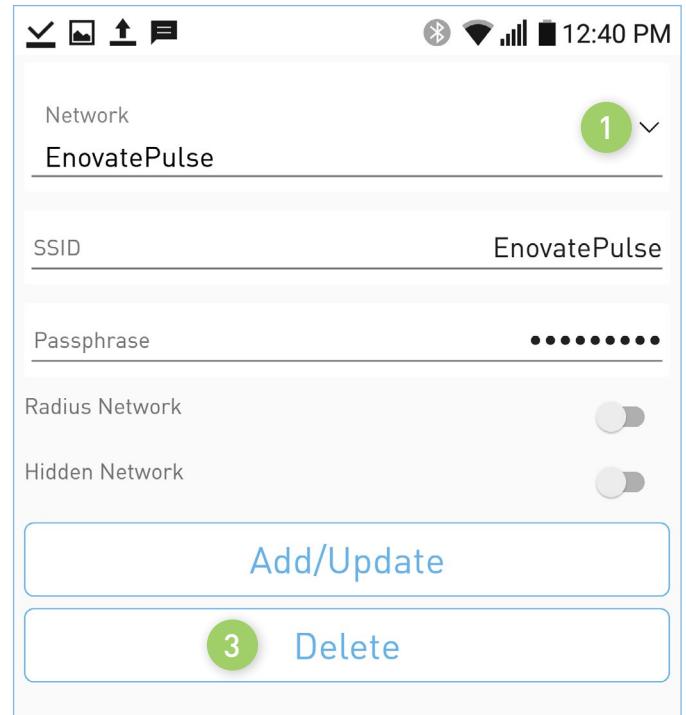 12:40 PM
Network
1
EnovatePulse
SSID EnovatePulse
Passphrase •••••••••
Radius Network
Hidden Network
Add/Update
3 Delete